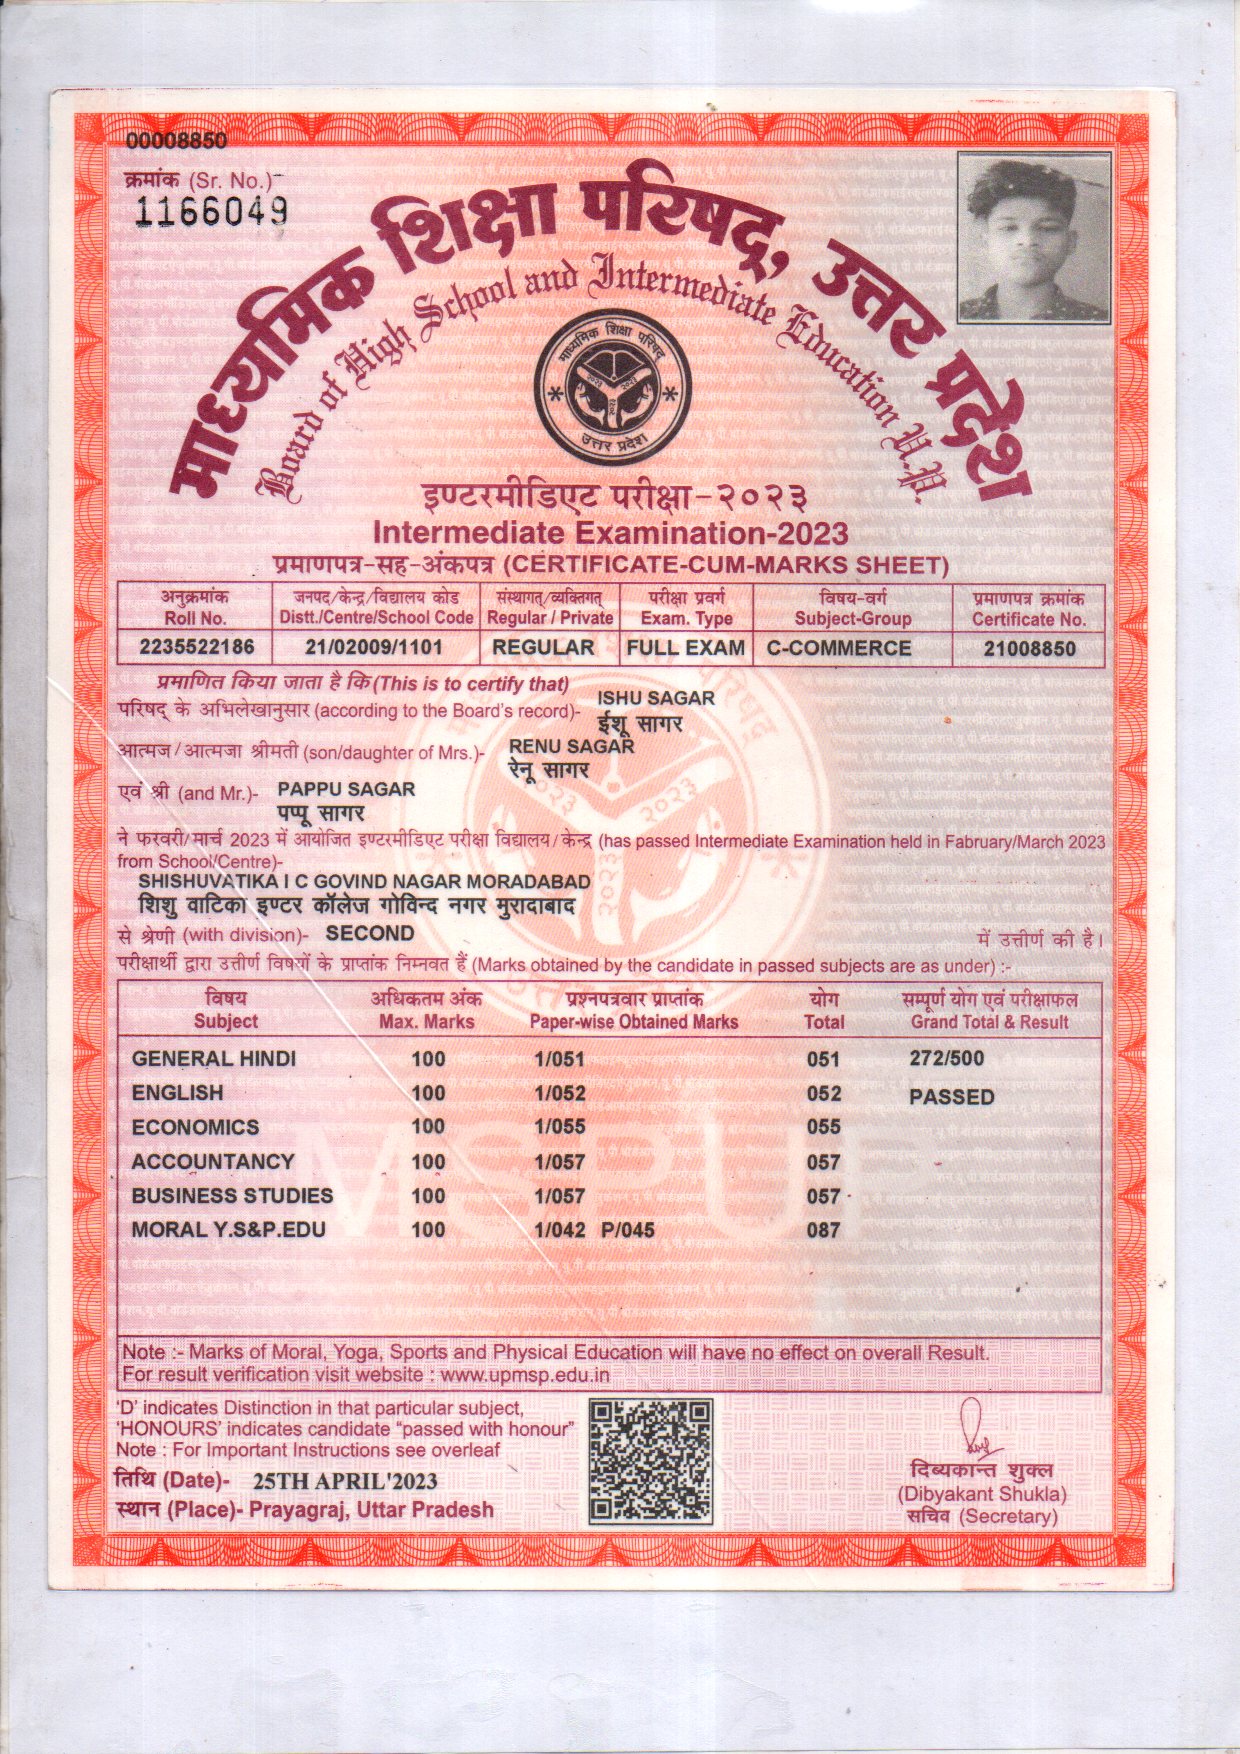 00008850
क्रमांक (Sr. No.)-
1166049
माध्यमिक शिक्षा परिषद्, उत्तर प्रदेश
Board of High School and Intermediate Education U.P.
माध्यमिक शिक्षा परिषद्
२०२३ २०२३
२०२३
उत्तर प्रदेश
इण्टरमीडिएट परीक्षा-२०२३
Intermediate Examination-2023
प्रमाणपत्र-सह-अंकपत्र (CERTIFICATE-CUM-MARKS SHEET)
अनुक्रमांक जनपद/केन्द्र/विद्यालय कोड संस्थागत्/व्यक्तिगत् परीक्षा प्रवर्ग विषय-वर्ग प्रमाणपत्र क्रमांक
Roll No. Distt./Centre/School Code Regular / Private Exam. Type Subject-Group Certificate No.
2235522186 21/02009/1101 REGULAR FULL EXAM C-COMMERCE 21008850
प्रमाणित किया जाता है कि (This is to certify that)
ISHU SAGAR
परिषद् के अभिलेखानुसार (according to the Board's record)-
ईशू सागर
RENU SAGAR
आत्मज/आत्मजा श्रीमती (son/daughter of Mrs.)-
रेनू सागर
एवं श्री (and Mr.)- PAPPU SAGAR
पप्पू सागर
ने फरवरी/मार्च 2023 में आयोजित इण्टरमीडिएट परीक्षा विद्यालय/केन्द्र (has passed Intermediate Examination held in Fabruary/March 2023
from School/Centre)-
SHISHUVATIKA I C GOVIND NAGAR MORADABAD
शिशु वाटिका इण्टर कॉलेज गोविन्द नगर मुरादाबाद
से श्रेणी (with division)- SECOND में उत्तीर्ण की है।
परीक्षार्थी द्वारा उत्तीर्ण विषयों के प्राप्तांक निम्नवत हैं (Marks obtained by the candidate in passed subjects are as under) :-
विषय अधिकतम अंक प्रश्नपत्रवार प्राप्तांक योग सम्पूर्ण योग एवं परीक्षाफल
Subject Max. Marks Paper-wise Obtained Marks Total Grand Total & Result
GENERAL HINDI 100 1/051 051 272/500
ENGLISH 100 1/052 052 PASSED
ECONOMICS 100 1/055 055
ACCOUNTANCY 100 1/057 057
BUSINESS STUDIES 100 1/057 057
MORAL Y.S&P.EDU 100 1/042 P/045 087
Note :- Marks of Moral, Yoga, Sports and Physical Education will have no effect on overall Result.
For result verification visit website : www.upmsp.edu.in
'D' indicates Distinction in that particular subject,
'HONOURS' indicates candidate “passed with honour”
Note : For Important Instructions see overleaf
तिथि (Date)- 25TH APRIL'2023
स्थान (Place)- Prayagraj, Uttar Pradesh
दिब्यकान्त शुक्ल
(Dibyakant Shukla)
सचिव (Secretary)